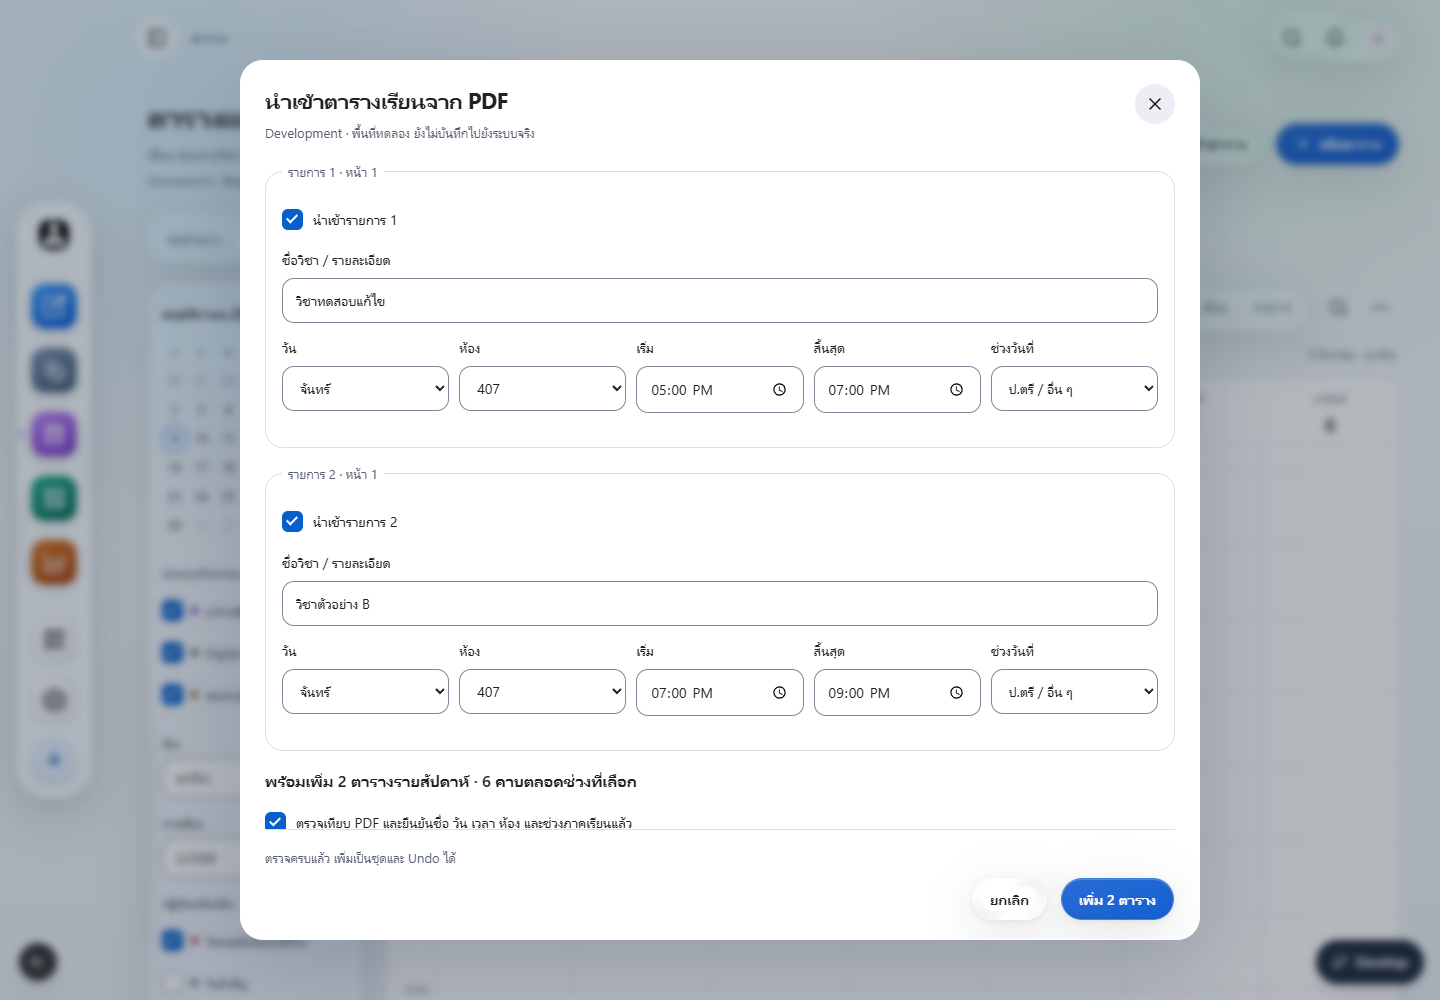 นำเข้าตารางเรียนจาก PDF
Development · พื้นที่ทดลอง ยังไม่บันทึกไปยังระบบจริง
รายการ 1 · หน้า 1
นำเข้ารายการ 1
ชื่อวิชา / รายละเอียด
วิชาทดสอบแก้ไข
วัน ห้อง เริ่ม สิ้นสุด ช่วงวันที่
จันทร์ 407 05:00 PM 07:00 PM ป.ตรี / อื่น ๆ
รายการ 2 · หน้า 1
นำเข้ารายการ 2
ชื่อวิชา / รายละเอียด
วิชาตัวอย่าง B
วัน ห้อง เริ่ม สิ้นสุด ช่วงวันที่
จันทร์ 407 07:00 PM 09:00 PM ป.ตรี / อื่น ๆ
พร้อมเพิ่ม 2 ตารางรายสัปดาห์ · 6 คาบตลอดช่วงที่เลือก
ตรวจเทียบ PDF และยืนยันชื่อ วัน เวลา ห้อง และช่วงภาคเรียนแล้ว
ตรวจครบแล้ว เพิ่มเป็นชุดและ Undo ได้
ยกเลิก เพิ่ม 2 ตาราง